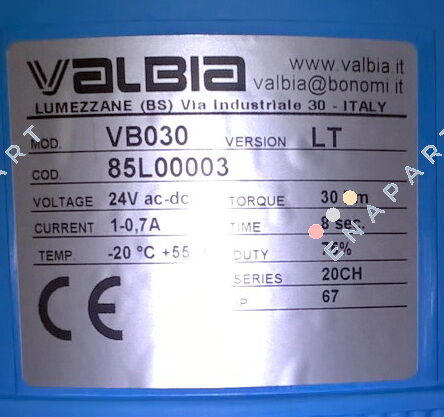 VALBIA www.valbia.it
valbia@bonomi.it
LUMEZZANE (BS) Via Industriale 30 - ITALY
MOD. VB030 VERSION LT
COD. 85L00003
VOLTAGE 24V ac-dc TORQUE 30
CURRENT 1-0,7A TIME 8 sec
TEMP. -20 °C +55 DUTY
SERIES 20CH
67
CE
ENAPART